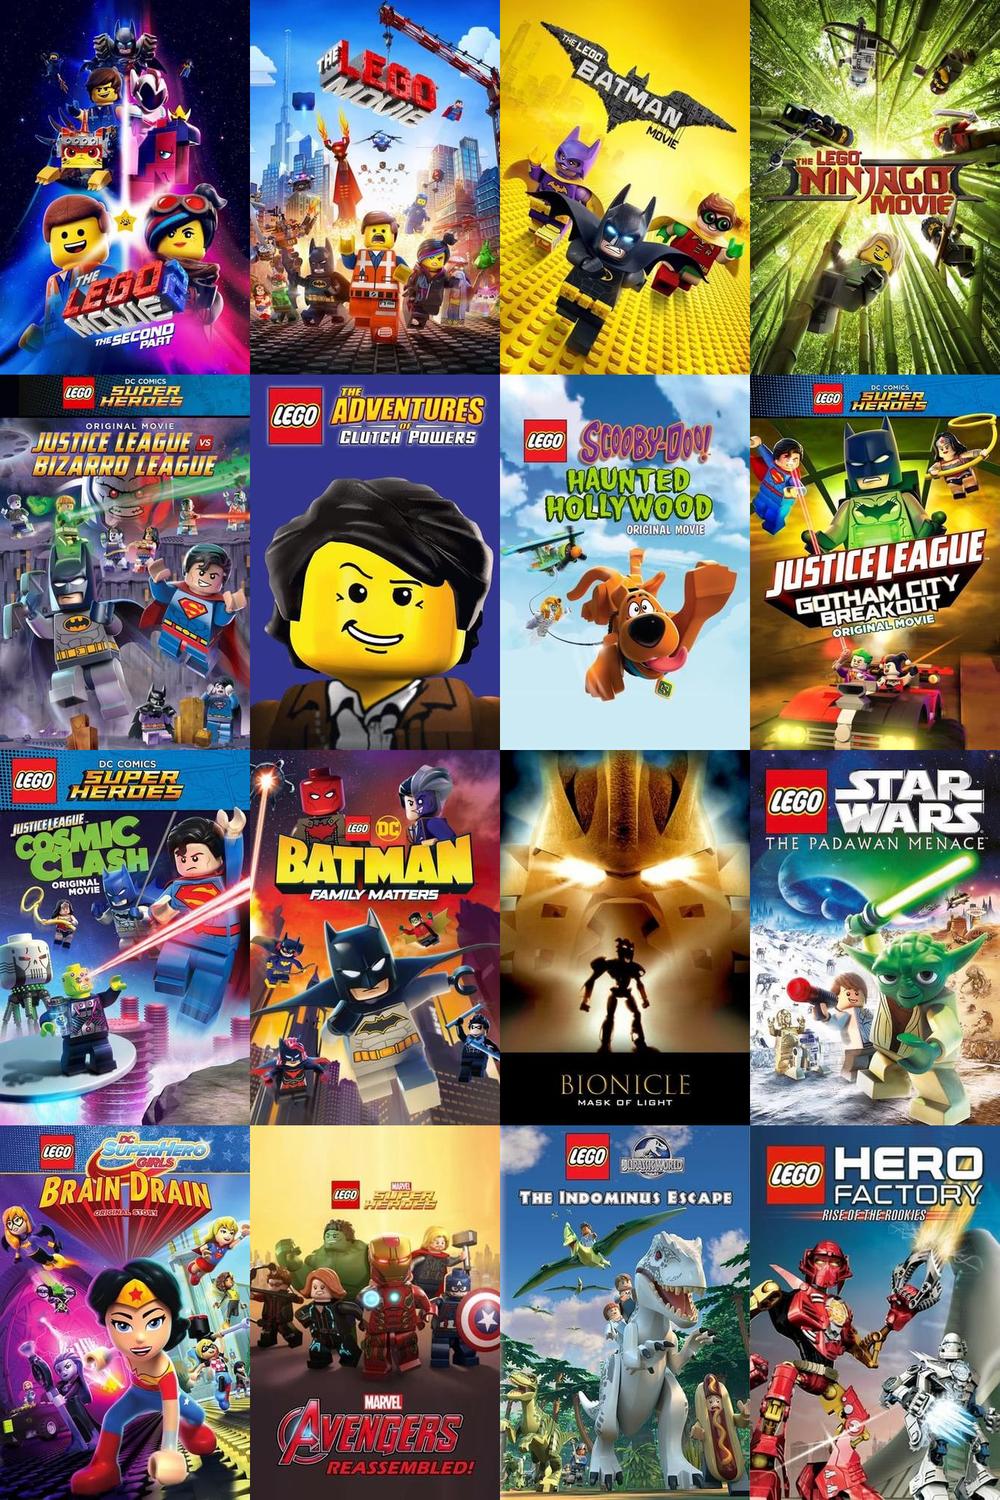 THE
LEGO 2
MOVIE
THE SECOND
PART
THE
LEGO
MOVIE
THE LEGO
BATMAN
MOVIE
THE LEGO
NINJAGO
MOVIE
LEGO
DC COMICS
SUPER
HEROES
ORIGINAL MOVIE
JUSTICE LEAGUE VS
BIZARRO LEAGUE
LEGO
THE
ADVENTURES
OF
CLUTCH POWERS
LEGO
SCOOBY-DOO!
HAUNTED
HOLLYWOOD
ORIGINAL MOVIE
LEGO
DC COMICS
SUPER
HEROES
JUSTICE LEAGUE
GOTHAM CITY
BREAKOUT
ORIGINAL MOVIE
LEGO
DC COMICS
SUPER
HEROES
JUSTICE LEAGUE
COSMIC
CLASH
ORIGINAL
MOVIE
LEGO DC
BATMAN
FAMILY MATTERS
BIONICLE
MASK OF LIGHT
LEGO
STAR
WARS
THE PADAWAN MENACE
LEGO
DC
SUPERHERO
GIRLS
BRAIN DRAIN
ORIGINAL STORY
LEGO
MARVEL
SUPER
HEROES
MARVEL
AVENGERS
REASSEMBLED!
LEGO
JURASSIC WORLD
THE INDOMINUS ESCAPE
LEGO
HERO
FACTORY
RISE OF THE ROOKIES